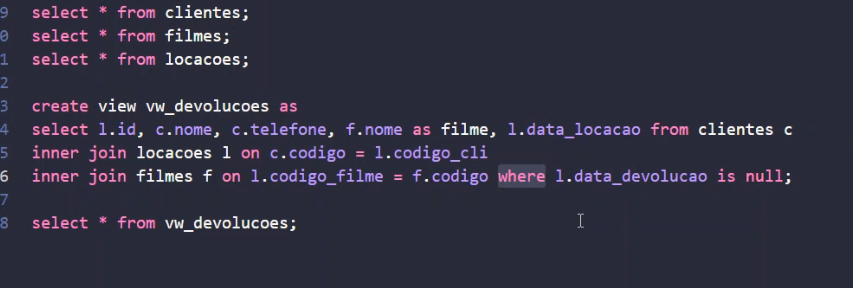 9 select * from clientes;
0 select * from filmes;
1 select * from locacoes;
2
3 create view vw_devolucoes as
4 select l.id, c.nome, c.telefone, f.nome as filme, l.data_locacao from clientes c
5 inner join locacoes l on c.codigo = l.codigo_cli
6 inner join filmes f on l.codigo_filme = f.codigo where l.data_devolucao is null;
7
8 select * from vw_devolucoes;